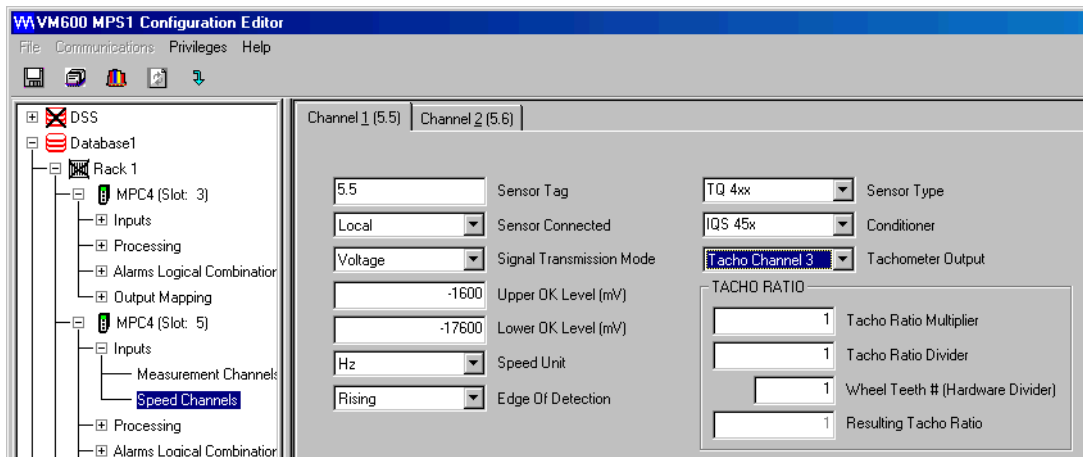 VM600 MPS1 Configuration Editor
File Communications Privileges Help
DSS
Database1
Rack 1
MPC4 (Slot: 3)
Inputs
Processing
Alarms Logical Combination
Output Mapping
MPC4 (Slot: 5)
Inputs
Measurement Channels
Speed Channels
Processing
Alarms Logical Combination
Channel 1 (5.5) Channel 2 (5.6)
5.5 Sensor Tag
Local Sensor Connected
Voltage Signal Transmission Mode
-1600 Upper OK Level (mV)
-17600 Lower OK Level (mV)
Hz Speed Unit
Rising Edge Of Detection
TQ 4xx Sensor Type
IQS 45x Conditioner
Tacho Channel 3 Tachometer Output
TACHO RATIO
1 Tacho Ratio Multiplier
1 Tacho Ratio Divider
1 Wheel Teeth # (Hardware Divider)
1 Resulting Tacho Ratio